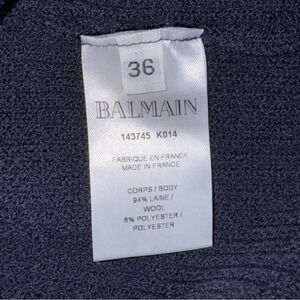 36
BALMAIN
143745 K014
FABRIQUE EN FRANCE
MADE IN FRANCE
CORPS / BODY
94% LAINE /
WOOL
6% POLYESTER /
POLYESTER